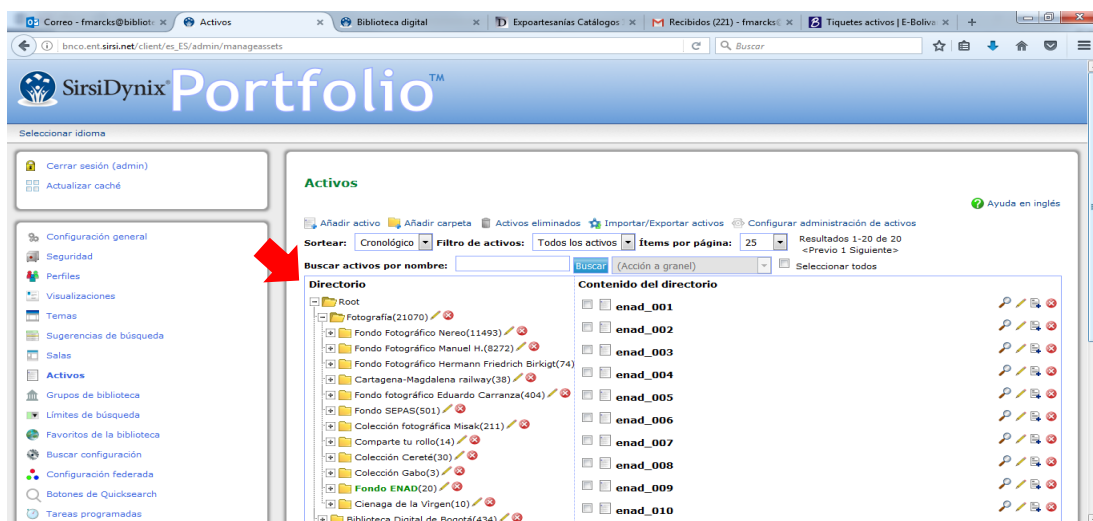 Correo - fmarcks@bibliote
Activos
Biblioteca digital
Expoartesanías Catálogos
Recibidos (221) - fmarcks
Tiquetes activos | E-Boliva
bnco.ent.sirsi.net/client/es_ES/admin/manageassets
Buscar
SirsiDynix Portfolio™
Seleccionar idioma
Cerrar sesión (admin)
Actualizar caché
Configuración general
Seguridad
Perfiles
Visualizaciones
Temas
Sugerencias de búsqueda
Salas
Activos
Grupos de biblioteca
Límites de búsqueda
Favoritos de la biblioteca
Buscar configuración
Configuración federada
Botones de Quicksearch
Tareas programadas
Activos
Ayuda en inglés
Añadir activo Añadir carpeta Activos eliminados Importar/Exportar activos Configurar administración de activos
Sortear: Cronológico Filtro de activos: Todos los activos Ítems por página: 25 Resultados 1-20 de 20
<Previo 1 Siguiente>
Buscar activos por nombre: Buscar (Acción a granel) Seleccionar todos
Directorio
Root
Fotografía(21070)
Fondo Fotográfico Nereo(11493)
Fondo Fotográfico Manuel H.(8272)
Fondo Fotográfico Hermann Friedrich Birkigt(74)
Cartagena-Magdalena railway(38)
Fondo fotográfico Eduardo Carranza(404)
Fondo SEPAS(501)
Colección fotográfica Misak(211)
Comparte tu rollo(14)
Colección Cereté(30)
Colección Gabo(3)
Fondo ENAD(20)
Cienaga de la Virgen(10)
Biblioteca Digital de Bogotá(434)
Contenido del directorio
enad_001
enad_002
enad_003
enad_004
enad_005
enad_006
enad_007
enad_008
enad_009
enad_010